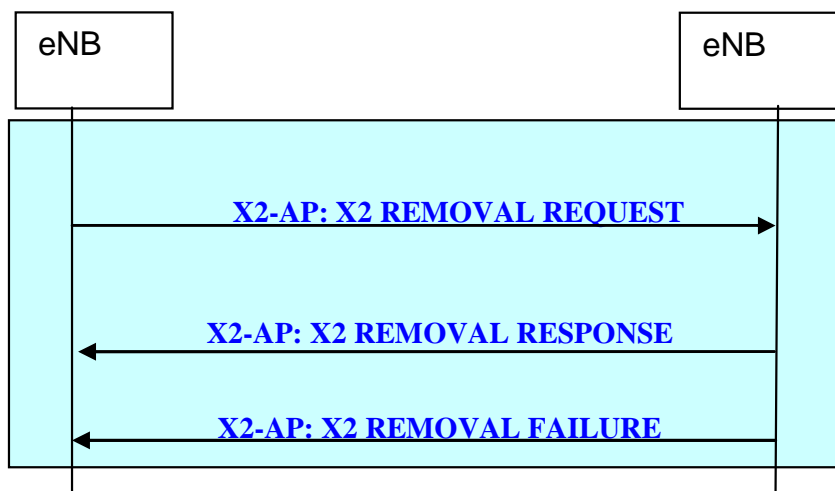 eNB
eNB
X2-AP: X2 REMOVAL REQUEST
X2-AP: X2 REMOVAL RESPONSE
X2-AP: X2 REMOVAL FAILURE